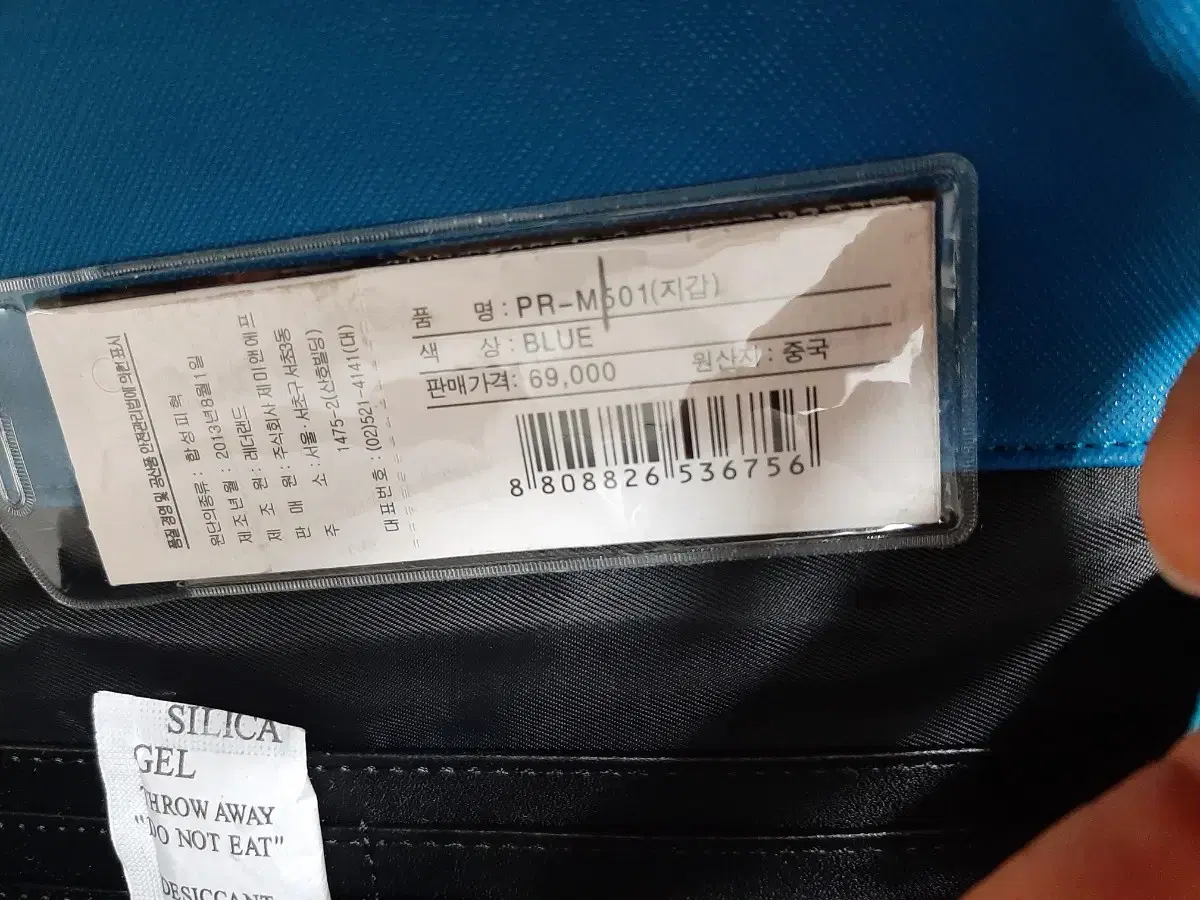 품질경영 및 공산품 안전관리법에 의한 표시
원단의종류 : 합성피혁
제조년월 : 2013년8월1일
제 조 원 : 레더랜드
판 매 원 : 주식회사 제미앤에프
주 소 : 서울·서초구 서초3동
1475-2(산호빌딩)
대표번호 : (02)521-4141(대)
품 명 : PR-M501(지갑)
색 상 : BLUE
판매가격: 69,000 원산지 : 중국
8 808826 536756
SILICA
GEL
THROW AWAY
"DO NOT EAT"
DESICCANT